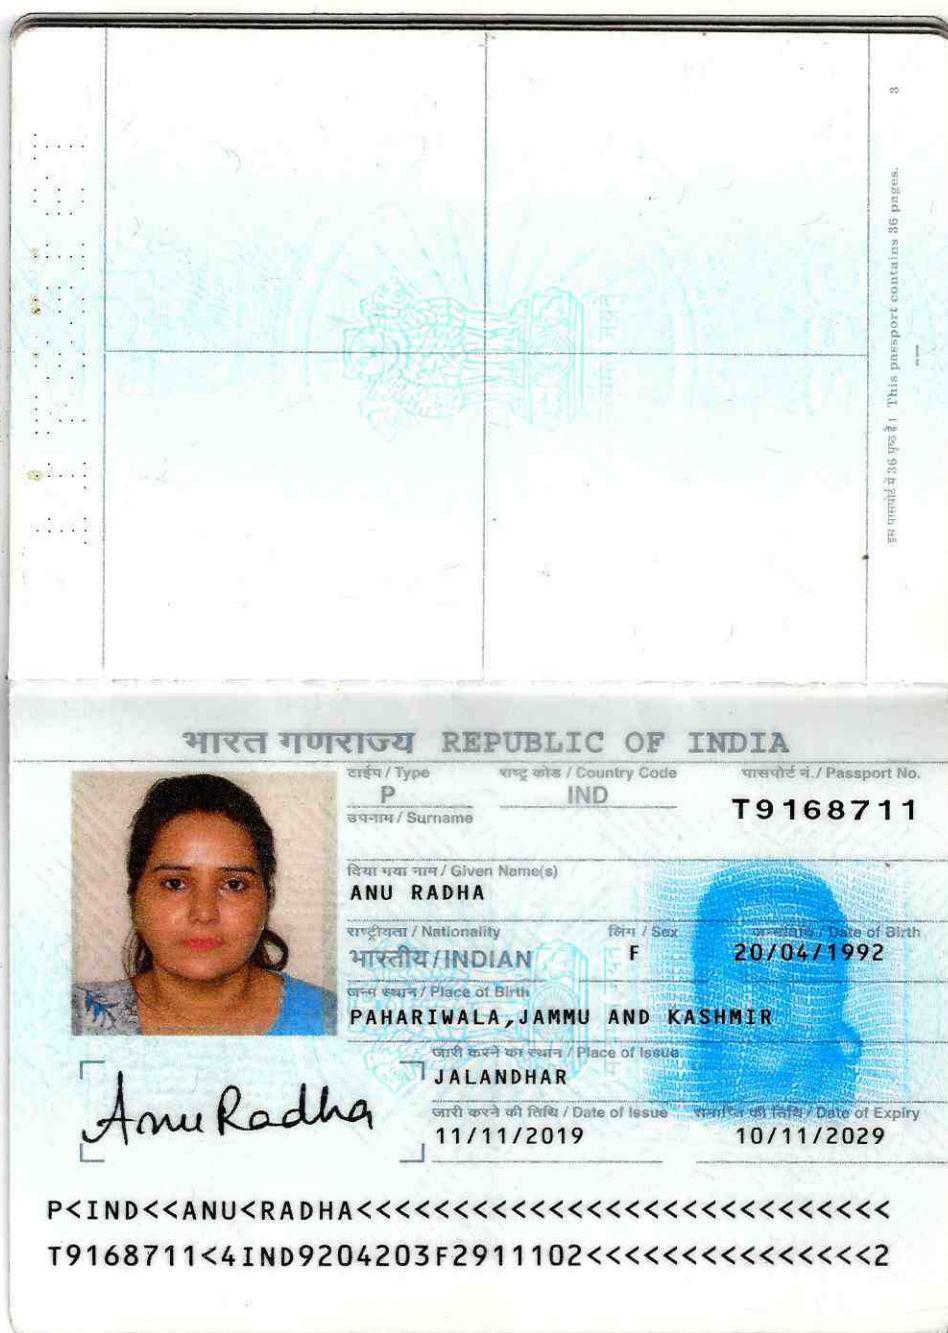 3
इस पासपोर्ट में 36 पृष्ठ हैं। This passport contains 36 pages.
भारत गणराज्य REPUBLIC OF INDIA
टाईप / Type
राष्ट्र कोड / Country Code
पासपोर्ट नं. / Passport No.
P
IND
T9168711
उपनाम / Surname
दिया गया नाम / Given Name(s)
ANU RADHA
राष्ट्रीयता / Nationality
लिंग / Sex
जन्मतिथि / Date of Birth
भारतीय/INDIAN
F
20/04/1992
जन्म स्थान / Place of Birth
PAHARIWALA,JAMMU AND KASHMIR
जारी करने का स्थान / Place of Issue
JALANDHAR
Anu Radha
जारी करने की तिथि / Date of Issue
समाप्ति की तिथि / Date of Expiry
11/11/2019
10/11/2029
P<IND<<ANU<RADHA<<<<<<<<<<<<<<<<<<<<<<<<<<<<
T9168711<4IND9204203F2911102<<<<<<<<<<<<<<<2